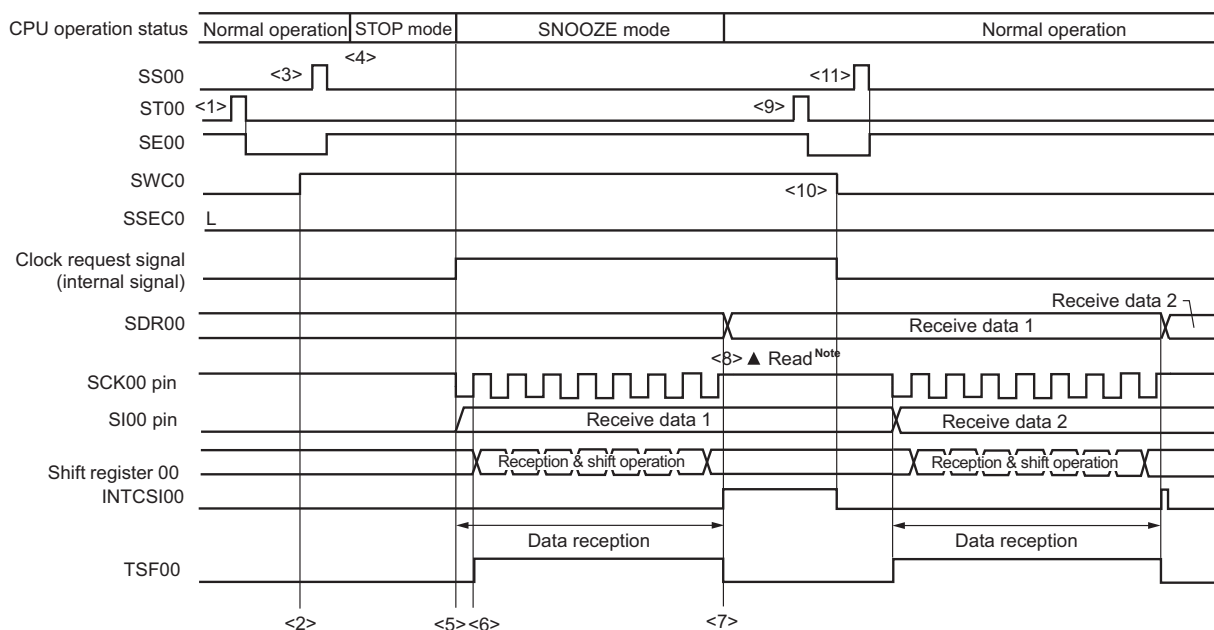 CPU operation status Normal operation STOP mode SNOOZE mode Normal operation
<4>
SS00 <3> <11>
ST00 <1> <9>
SE00
SWC0 <10>
SSEC0 L
Clock request signal
(internal signal)
Receive data 2
SDR00 Receive data 1
<8> ▲ Read Note
SCK00 pin
SI00 pin Receive data 1 Receive data 2
Shift register 00 Reception & shift operation Reception & shift operation
INTCSI00
Data reception Data reception
TSF00
<2> <5> <6> <7>